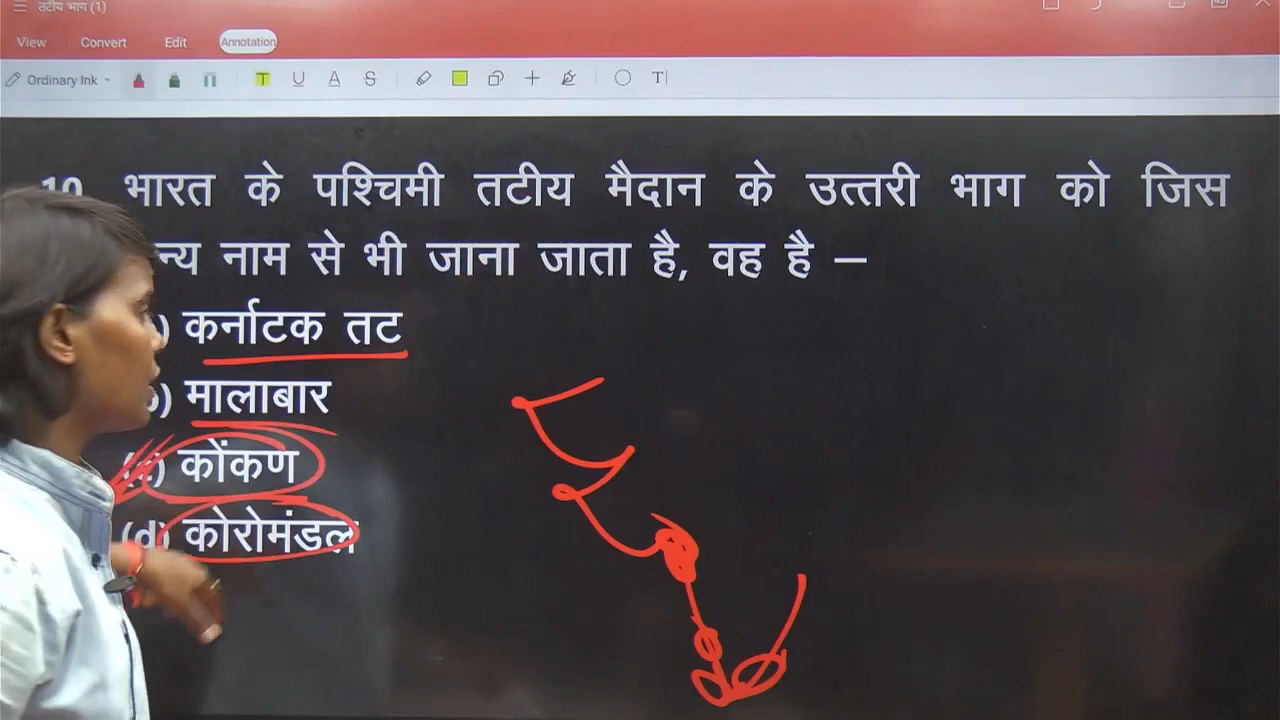 तटीय भाग (1)
View Convert Edit Annotation
Ordinary Ink T U A S T
10. भारत के पश्चिमी तटीय मैदान के उत्तरी भाग को जिस
नाम से भी जाना जाता है, वह है –
कर्नाटक तट
मालाबार
कोंकण
(d) कोरोमंडल